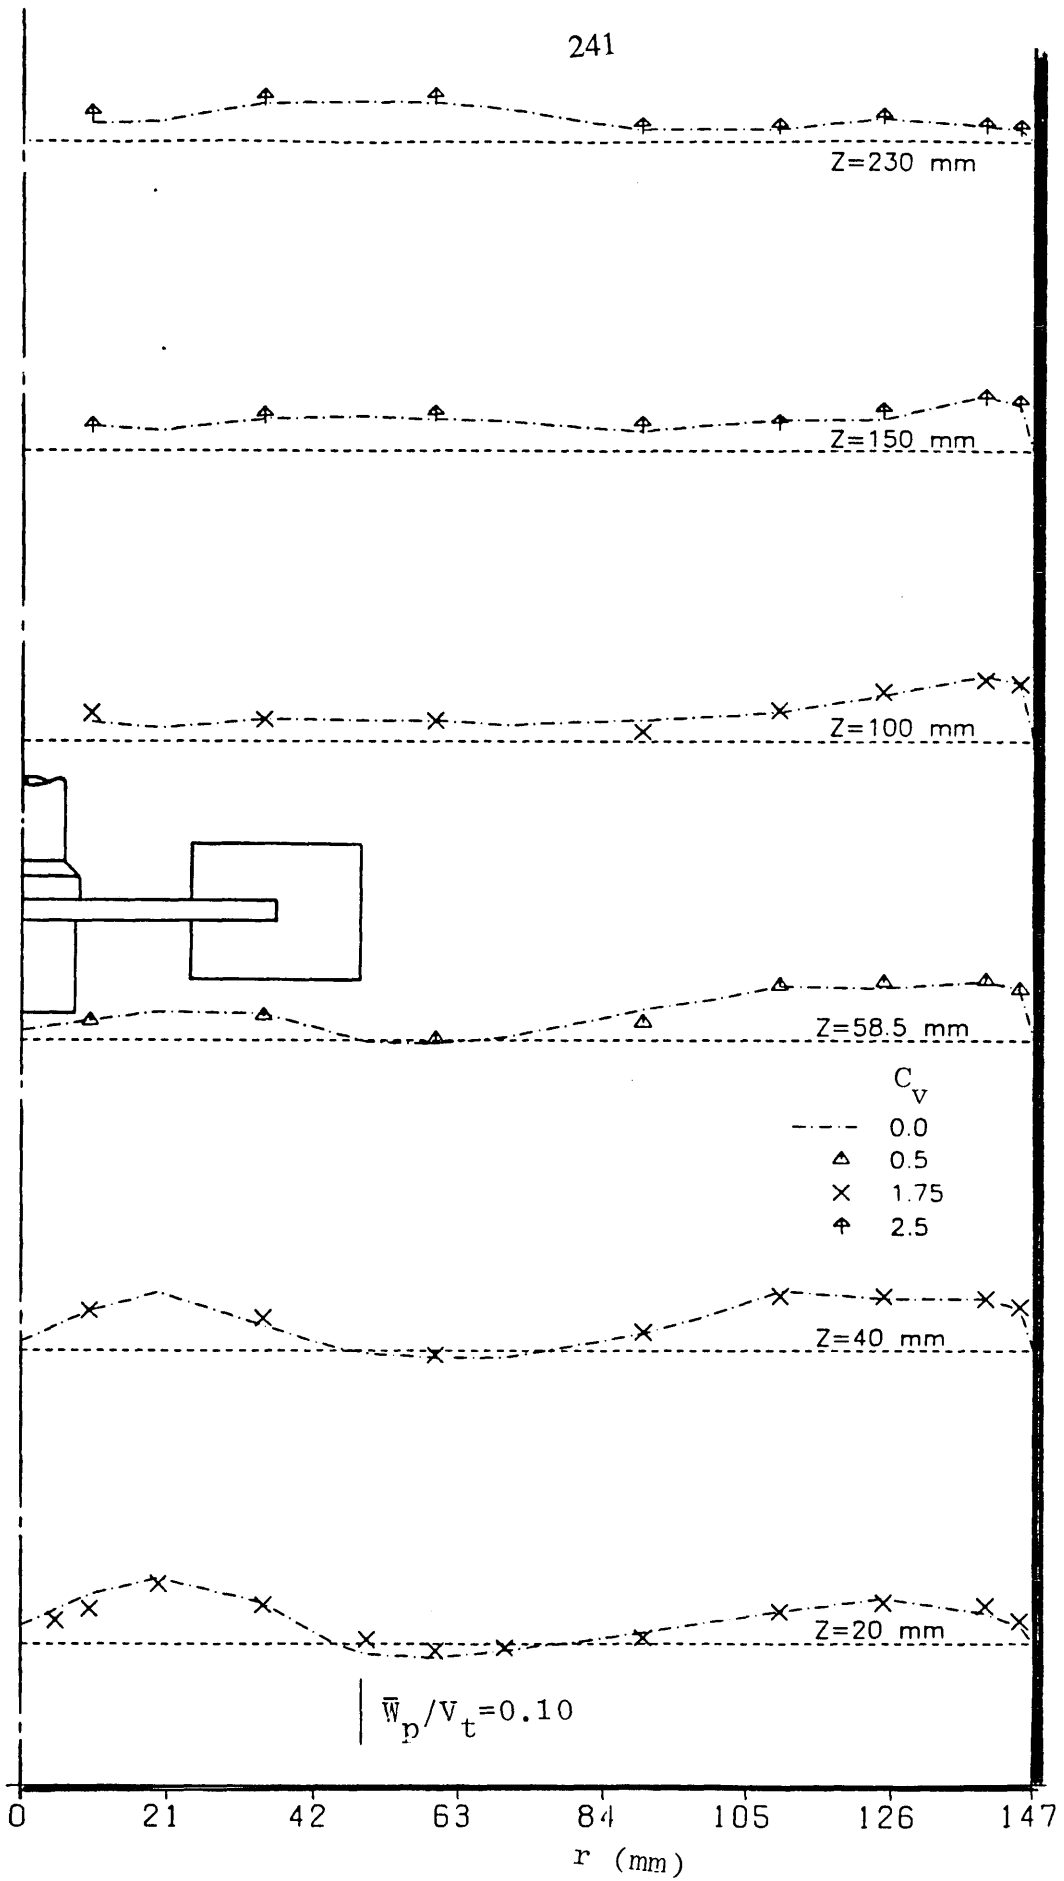 241
Z=230 mm
Z=150 mm
Z=100 mm
Z=58.5 mm
C_v
0.0
0.5
1.75
2.5
Z=40 mm
Z=20 mm
W̄_p/V_t=0.10
0 21 42 63 84 105 126 147
r (mm)